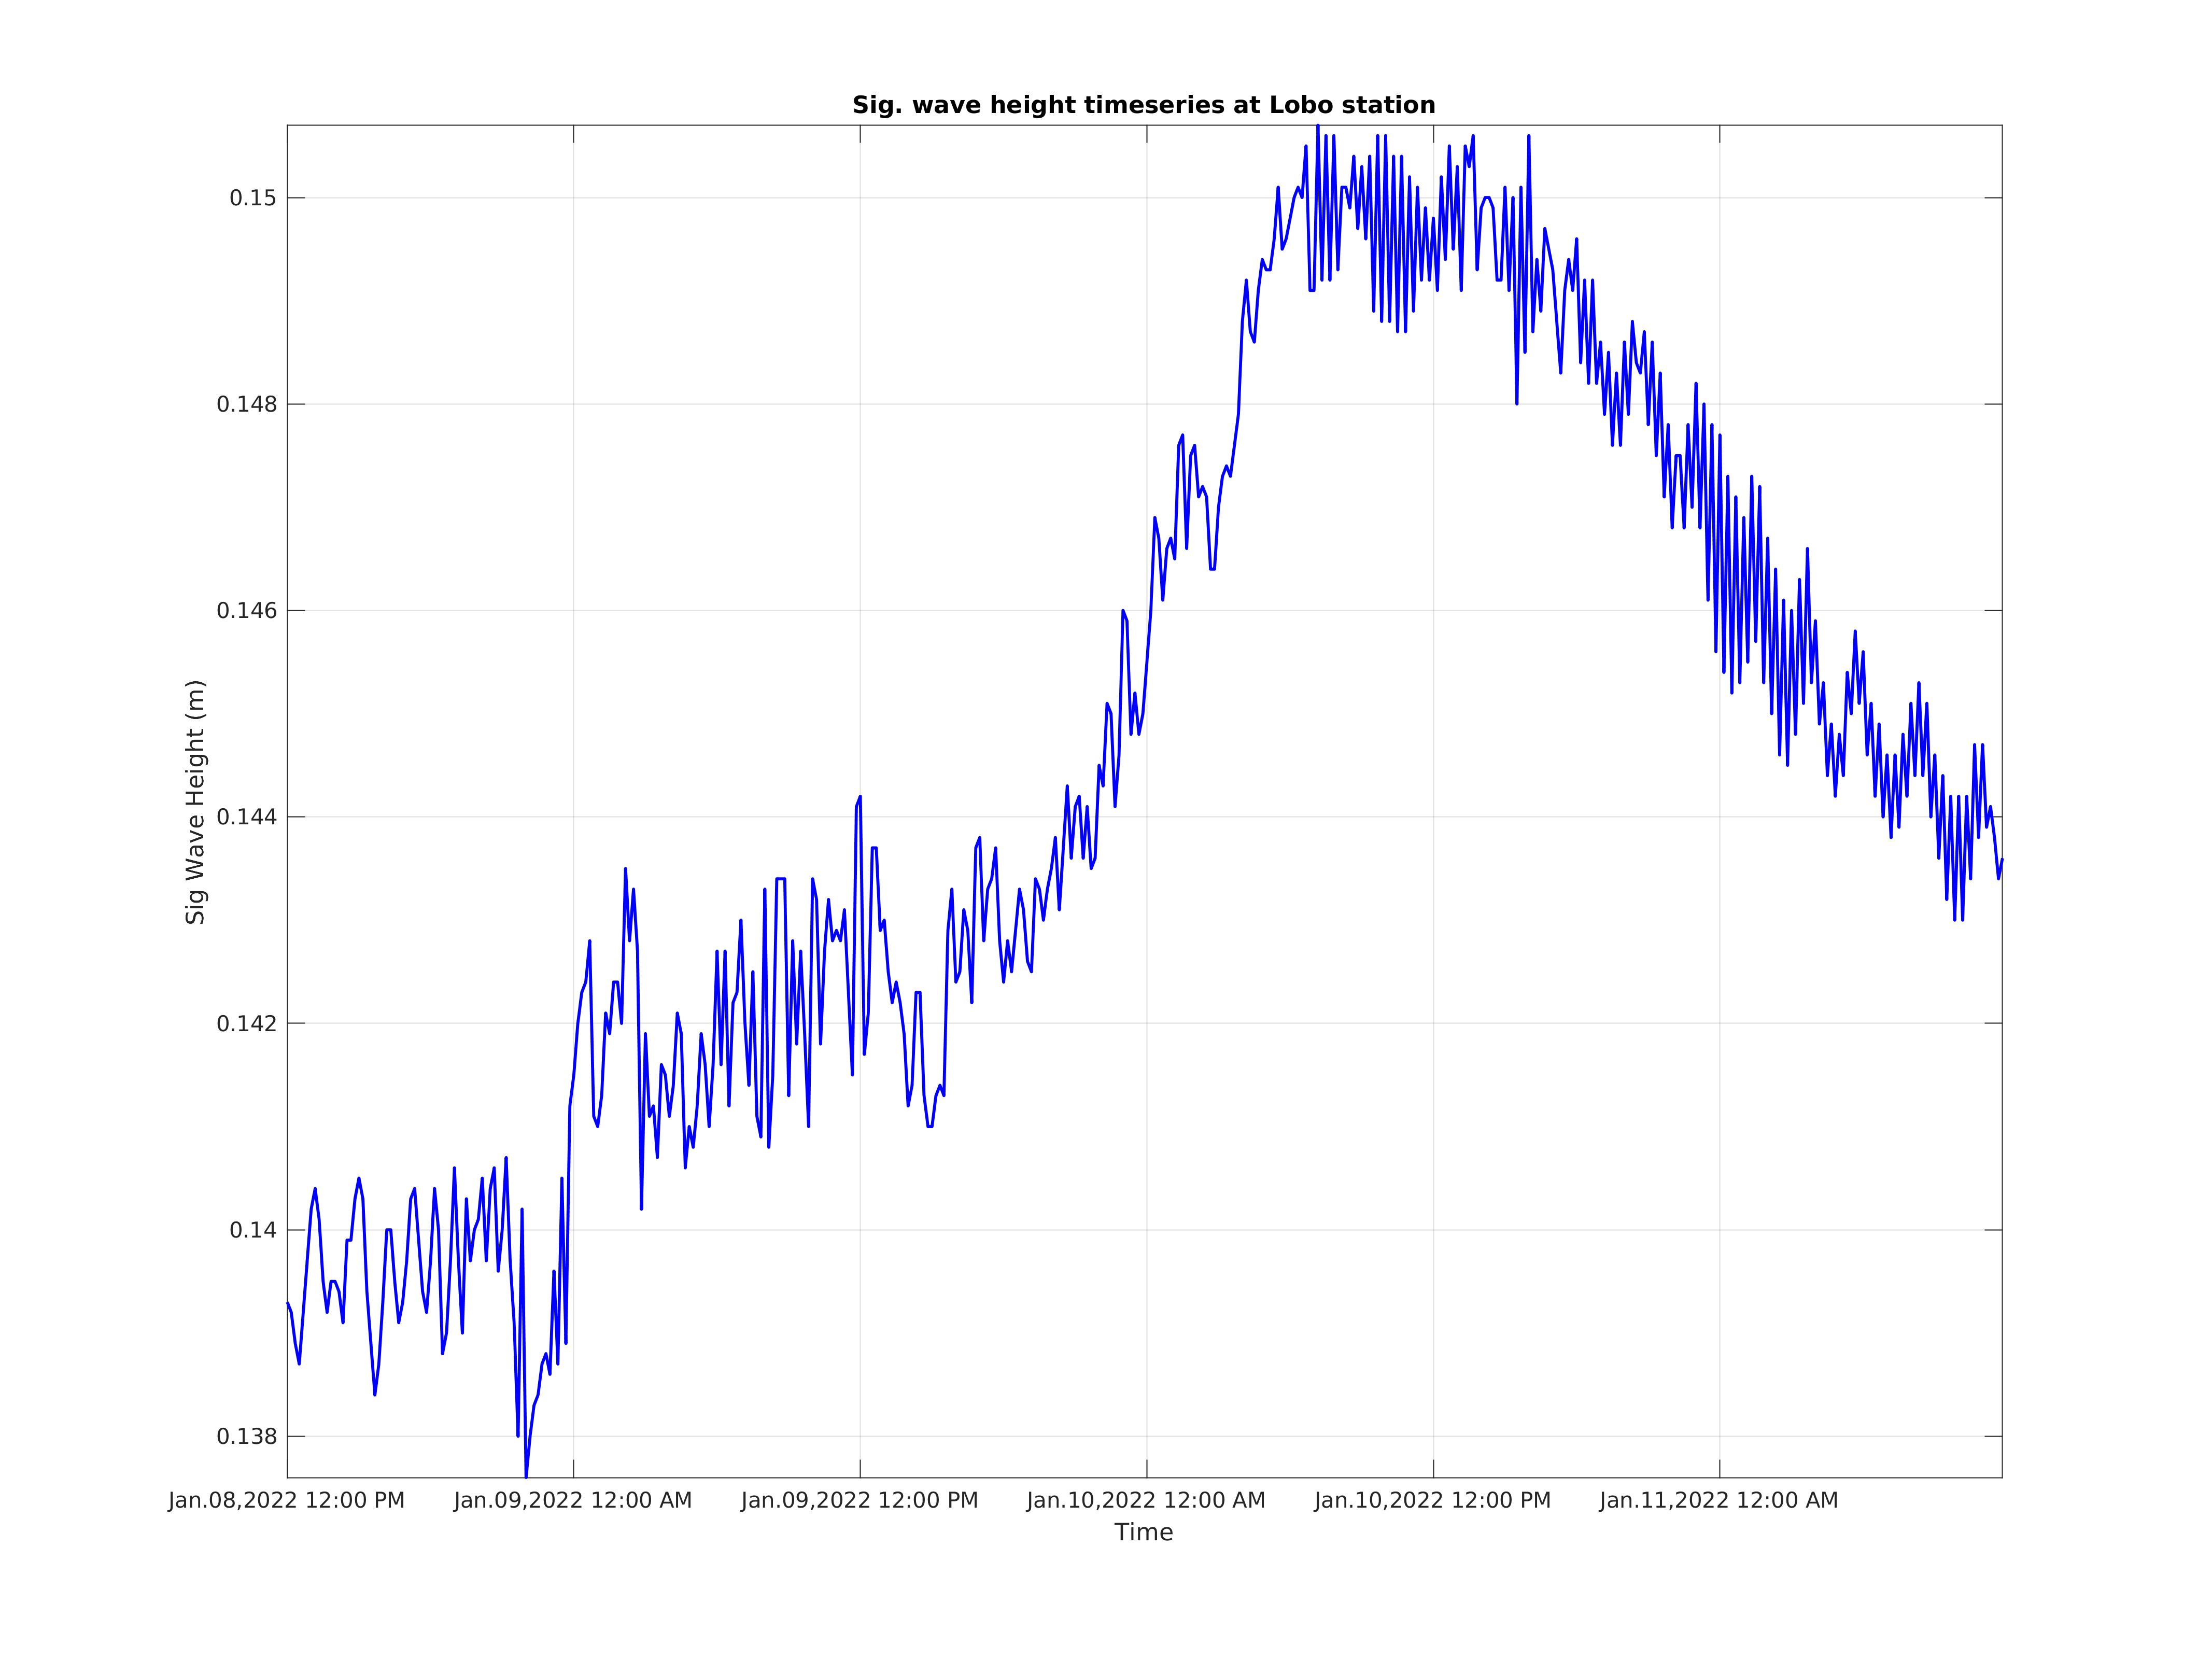 Sig. wave height timeseries at Lobo station
0.15
0.148
0.146
0.144
0.142
0.14
0.138
Sig Wave Height (m)
Jan.08,2022 12:00 PM Jan.09,2022 12:00 AM Jan.09,2022 12:00 PM Jan.10,2022 12:00 AM Jan.10,2022 12:00 PM Jan.11,2022 12:00 AM
Time